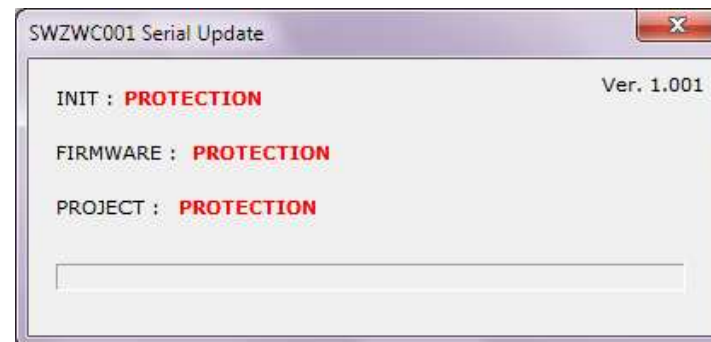 SWZWC001 Serial Update
Ver. 1.001
INIT : PROTECTION
FIRMWARE : PROTECTION
PROJECT : PROTECTION